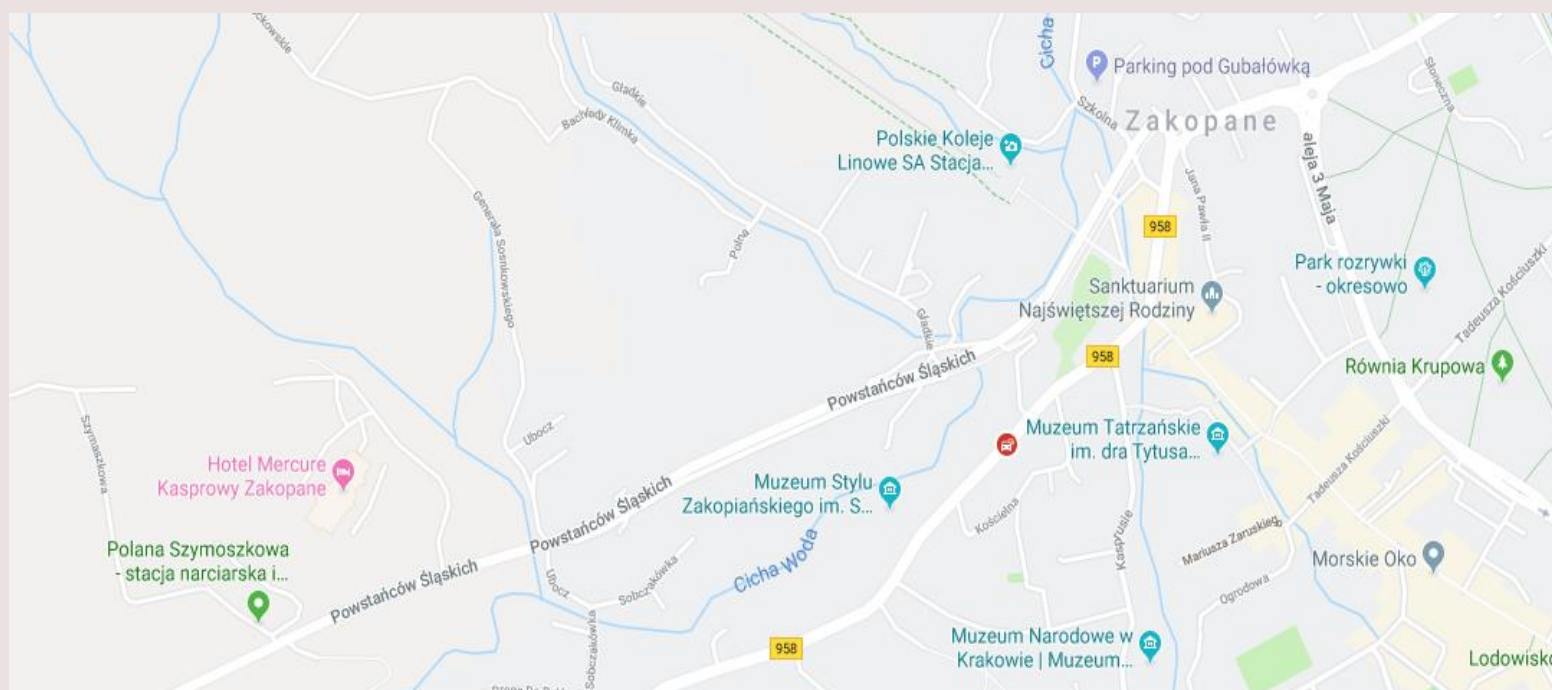 Cicha
Parking pod Gubałówką
Gładkie
Bachledy Klimka
Szkolna
Zakopane
Słoneczna
Polskie Koleje
Linowe SA Stacja...
aleja 3 Maja
Jana Pawła II
Generała Sosnkowskiego
Polna
958
Park rozrywki
- okresowo
Tadeusza Kościuszki
Sanktuarium
Najświętszej Rodziny
Gładkie
958
Powstańców Śląskich
Równia Krupowa
Szymaszkowa
Ubocz
Muzeum Tatrzańskie
im. dra Tytusa...
Tadeusza Kościuszki
Hotel Mercure
Kasprowy Zakopane
Muzeum Stylu
Zakopiańskiego im. S...
Powstańców Śląskich
Kościelna
Kasprusie
Mariusza Zaruskieg
Morskie Oko
Polana Szymoszkowa
- stacja narciarska i...
Powstańców Śląskich
Ubocz
Sobczakówka
Cicha Woda
Ogrodowa
Sobczakówka
958
Muzeum Narodowe w
Krakowie | Muzeum...
Lodowisko